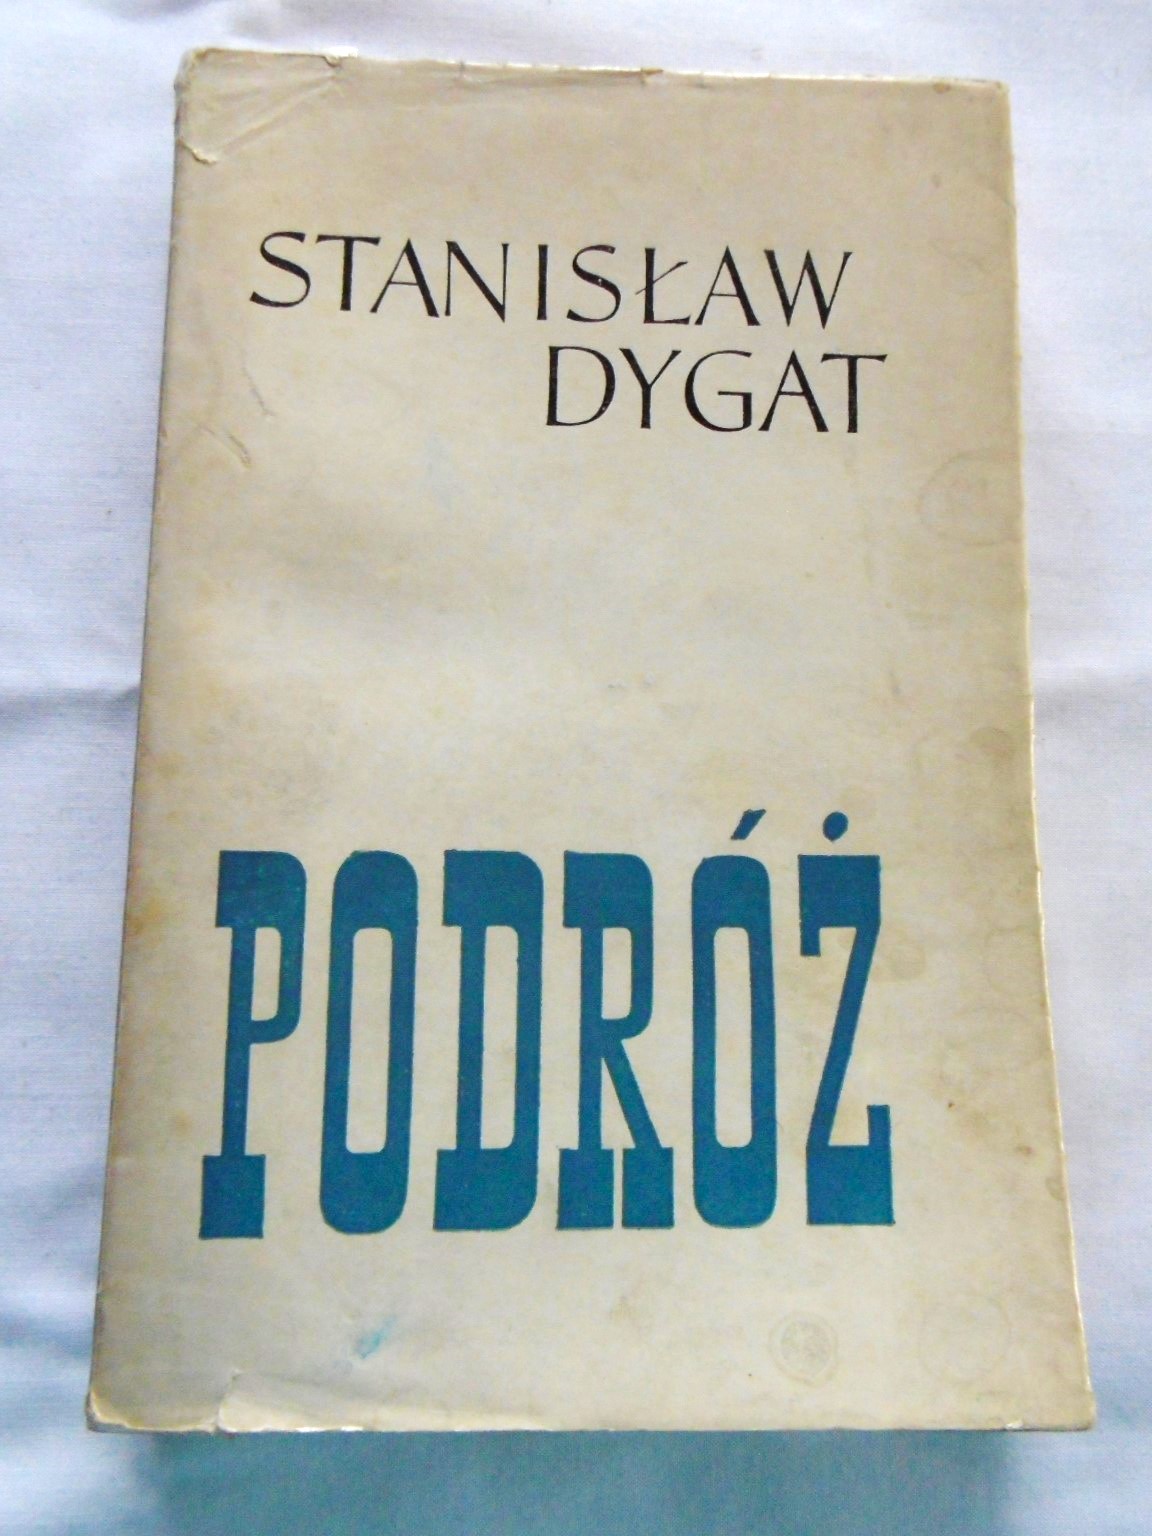 STANISŁAW
DYGAT
PODRÓŻ